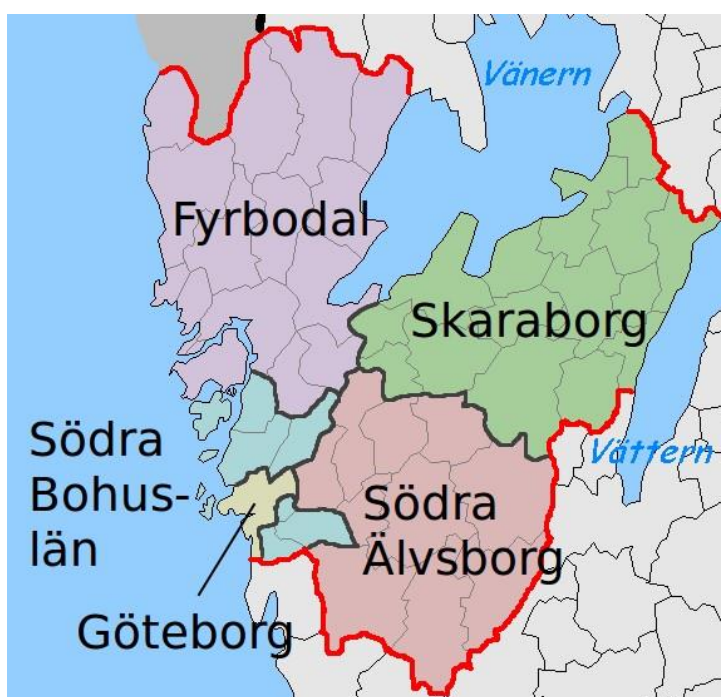 Vänern
Fyrbodal
Skaraborg
Södra
Bohus-
län
Vättern
Södra
Älvsborg
Göteborg